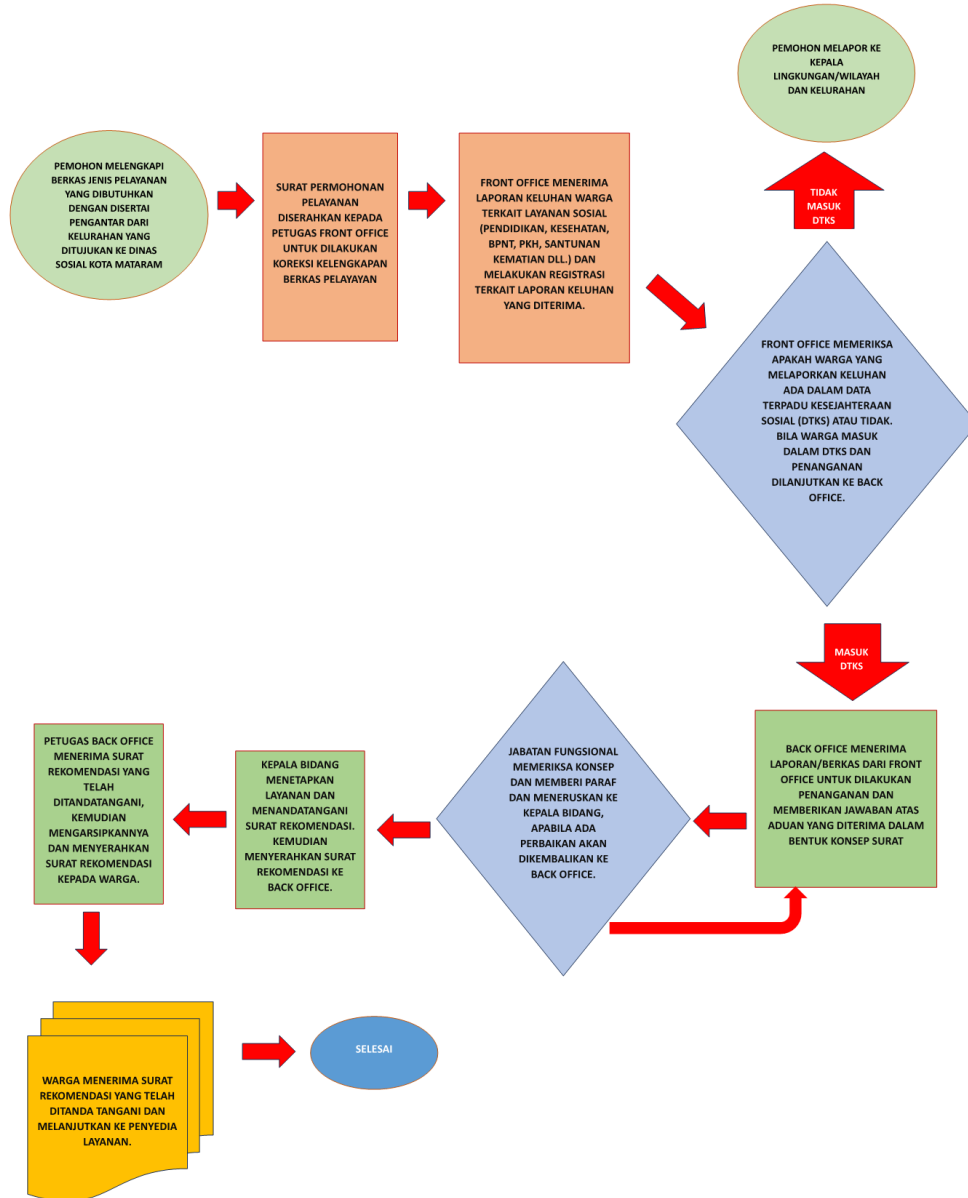 PEMOHON MELENGKAPI
BERKAS JENIS PELAYANAN
YANG DIBUTUHKAN
DENGAN DISERTAI
PENGANTAR DARI
KELURAHAN YANG
DITUJUKAN KE DINAS
SOSIAL KOTA MATARAM
SURAT PERMOHONAN
PELAYANAN
DISERAHKAN KEPADA
PETUGAS FRONT OFFICE
UNTUK DILAKUKAN
KOREKSI KELENGKAPAN
BERKAS PELAYAN
FRONT OFFICE MENERIMA
LAPORAN KELUHAN WARGA
TERKAIT LAYANAN SOSIAL
(PENDIDIKAN, KESEHATAN,
BPNT, PKH, SANTUNAN
KEMATIAN DLL.) DAN
MELAKUKAN REGISTRASI
TERKAIT LAPORAN KELUHAN
YANG DITERIMA.
PEMOHON MELAPOR KE
KEPALA
LINGKUNGAN/WILAYAH
DAN KELURAHAN
TIDAK
MASUK
DTKS
FRONT OFFICE MEMERIKSA
APAKAH WARGA YANG
MELAPORKAN KELUHAN
ADA DALAM DATA
TERPADU KESEJAHTERAAN
SOSIAL (DTKS) ATAU TIDAK.
BILA WARGA MASUK
DALAM DTKS DAN
PENANGANAN
DILANJUTKAN KE BACK
OFFICE.
MASUK
DTKS
BACK OFFICE MENERIMA
LAPORAN/BERKAS DARI FRONT
OFFICE UNTUK DILAKUKAN
PENANGANAN DAN
MEMBERIKAN JAWABAN ATAS
ADUAN YANG DITERIMA DALAM
BENTUK KONSEP SURAT
JABATAN FUNGSIONAL
MEMERIKSA KONSEP
DAN MEMBERI PARAF
DAN MENERUSKAN KE
KEPALA BIDANG,
APABILA ADA
PERBAIKAN AKAN
DIKEMBALIKAN KE
BACK OFFICE.
KEPALA BIDANG
MENETAPKAN
LAYANAN DAN
MENANDATANGANI
SURAT REKOMENDASI.
KEMUDIAN
MENYERAHKAN SURAT
REKOMENDASI KE
BACK OFFICE.
PETUGAS BACK OFFICE
MENERIMA SURAT
REKOMENDASI YANG
TELAH
DITANDATANGANI,
KEMUDIAN
MENGARSIPKANNYA
DAN MENYERAHKAN
SURAT REKOMENDASI
KEPADA WARGA.
WARGA MENERIMA SURAT
REKOMENDASI YANG TELAH
DITANDA TANGANI DAN
MELANJUTKAN KE PENYEDIA
LAYANAN.
SELESAI